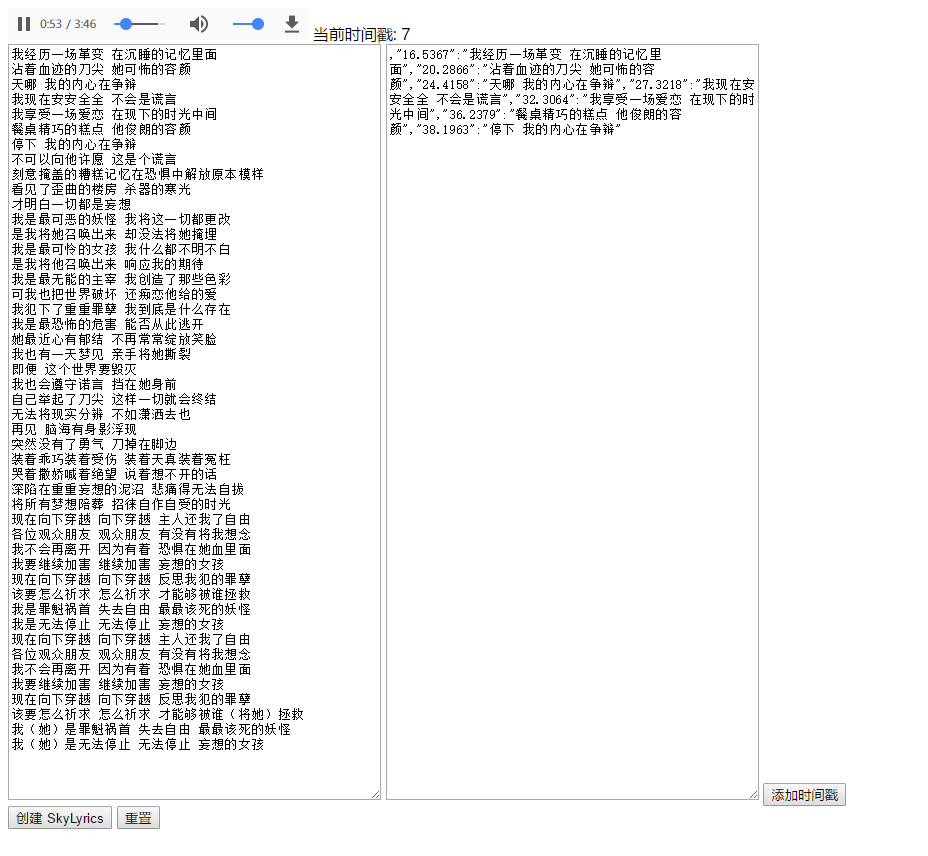 0:53 / 3:46
当前时间戳: 7
我经历一场革变 在沉睡的记忆里面
沾着血迹的刀尖 她可怖的容颜
天哪 我的内心在争辩
我现在安安全全 不会是谎言
我享受一场爱恋 在现下的时光中间
餐桌精巧的糕点 他俊朗的容颜
停下 我的内心在争辩
不可以向他许愿 这是个谎言
刻意掩盖的糟糕记忆在恐惧中解放原本模样
看见了歪曲的楼房 杀器的寒光
才明白一切都是妄想
我是最可恶的妖怪 我将这一切都更改
是我将她召唤出来 却没法将她掩埋
我是最可怜的女孩 我什么都不明不白
是我将他召唤出来 响应我的期待
我是最无能的主宰 我创造了那些色彩
可我也把世界破坏 还痴恋他给的爱
我犯下了重重罪孽 我到底是什么存在
我是最恐怖的危害 能否从此逃开
她最近心有郁结 不再常常绽放笑脸
我也有一天梦见 亲手将她撕裂
即便 这个世界要毁灭
我也会遵守诺言 挡在她身前
自己举起了刀尖 这样一切就会终结
无法将现实分辨 不如潇洒去也
再见 脑海有身影浮现
突然没有了勇气 刀掉在脚边
装着乖巧装着受伤 装着天真装着冤枉
哭着撒娇喊着绝望 说着想不开的话
深陷在重重妄想的泥沼 悲痛得无法自拔
将所有梦想陪葬 招徕自作自受的时光
现在向下穿越 向下穿越 主人还我了自由
各位观众朋友 观众朋友 有没有将我想念
我不会再离开 因为有着 恐惧在她血里面
我要继续加害 继续加害 妄想的女孩
现在向下穿越 向下穿越 反思我犯的罪孽
该要怎么祈求 怎么祈求 才能够被谁拯救
我是罪魁祸首 失去自由 最最该死的妖怪
我是无法停止 无法停止 妄想的女孩
现在向下穿越 向下穿越 主人还我了自由
各位观众朋友 观众朋友 有没有将我想念
我不会再离开 因为有着 恐惧在她血里面
我要继续加害 继续加害 妄想的女孩
现在向下穿越 向下穿越 反思我犯的罪孽
该要怎么祈求 怎么祈求 才能够被谁（将她）拯救
我（她）是罪魁祸首 失去自由 最最该死的妖怪
我（她）是无法停止 无法停止 妄想的女孩
,"16.5367":"我经历一场革变 在沉睡的记忆里
面","20.2866":"沾着血迹的刀尖 她可怖的容
颜","24.4158":"天哪 我的内心在争辩","27.3218":"我现在安
安全全 不会是谎言","32.3064":"我享受一场爱恋 在现下的时
光中间","36.2379":"餐桌精巧的糕点 他俊朗的容
颜","38.1963":"停下 我的内心在争辩"
添加时间戳
创建 SkyLyrics
重置